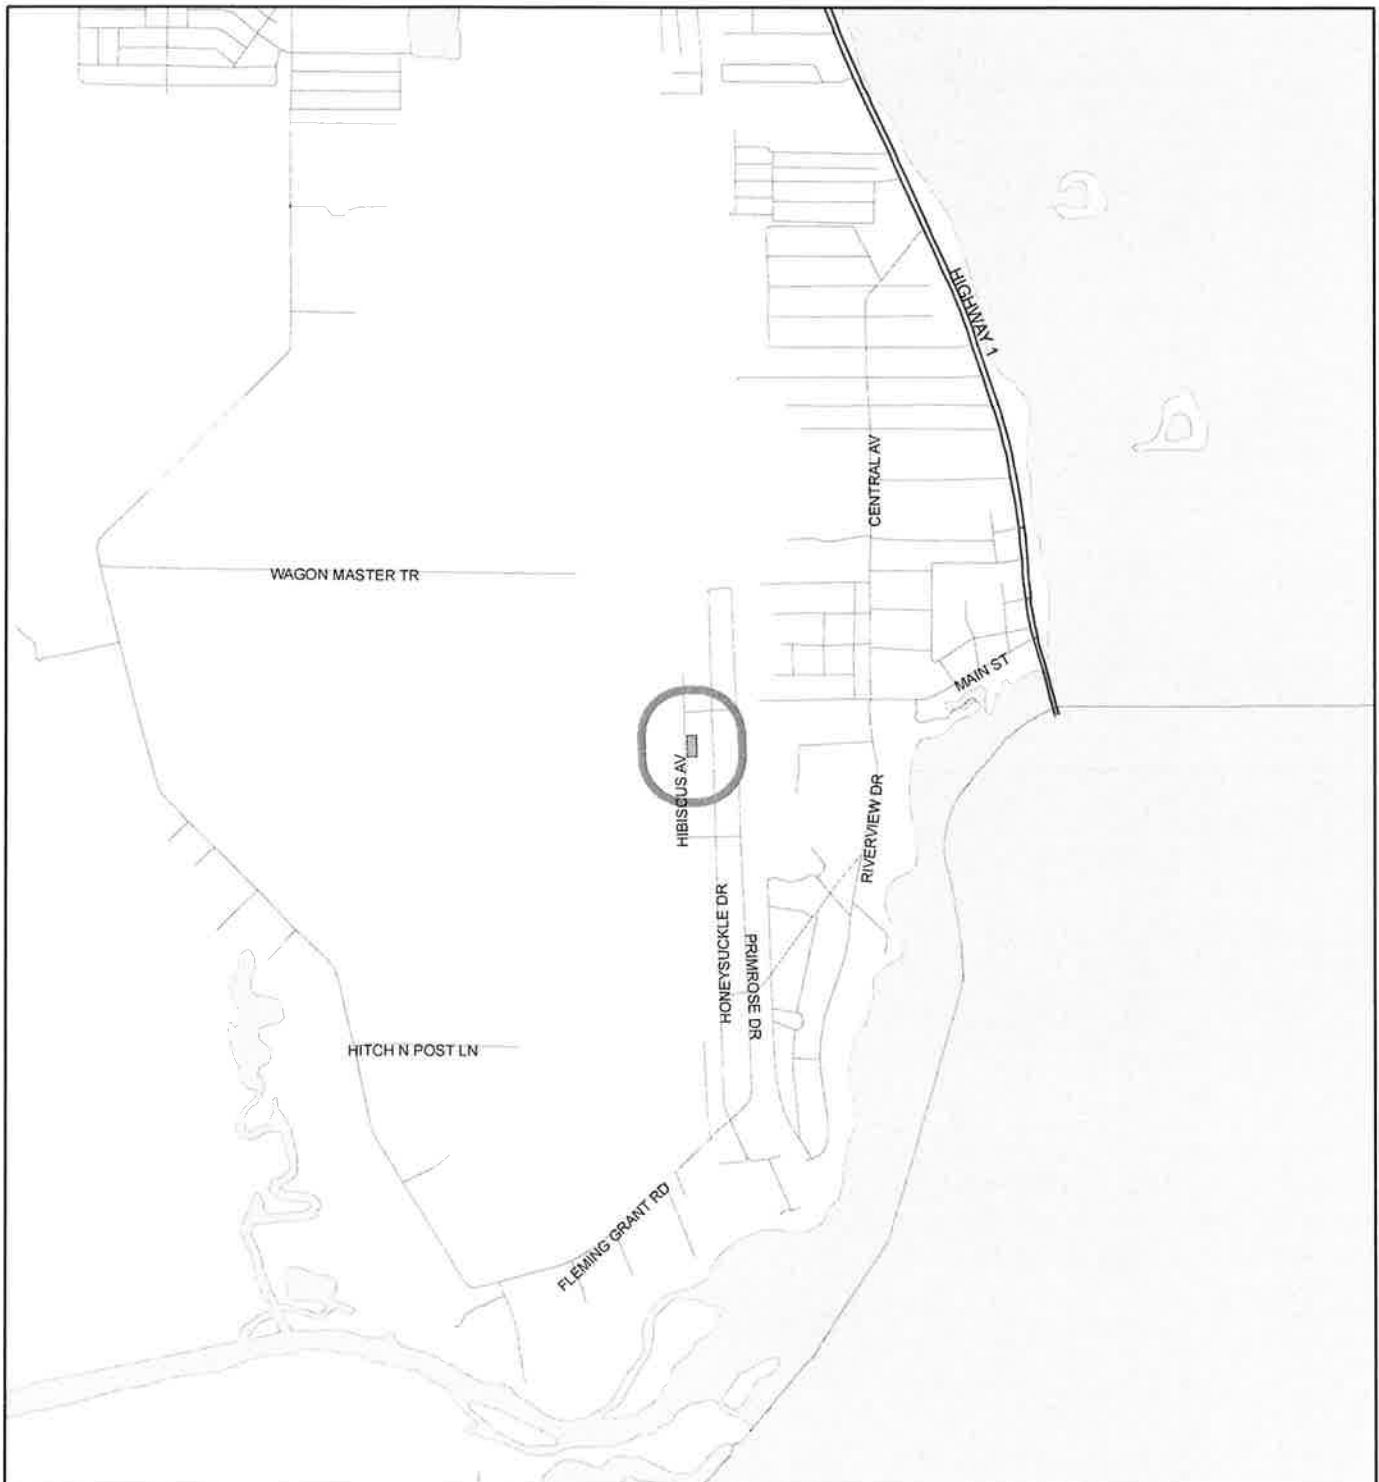 HIGHWAY 1
CENTRAL AV
WAGON MASTER TR
MAIN ST
HIBISCUS AV
RIVERVIEW DR
HONEYSUCKLE DR
PRIMROSE DR
HITCH N POST LN
FLEMING GRANT RD